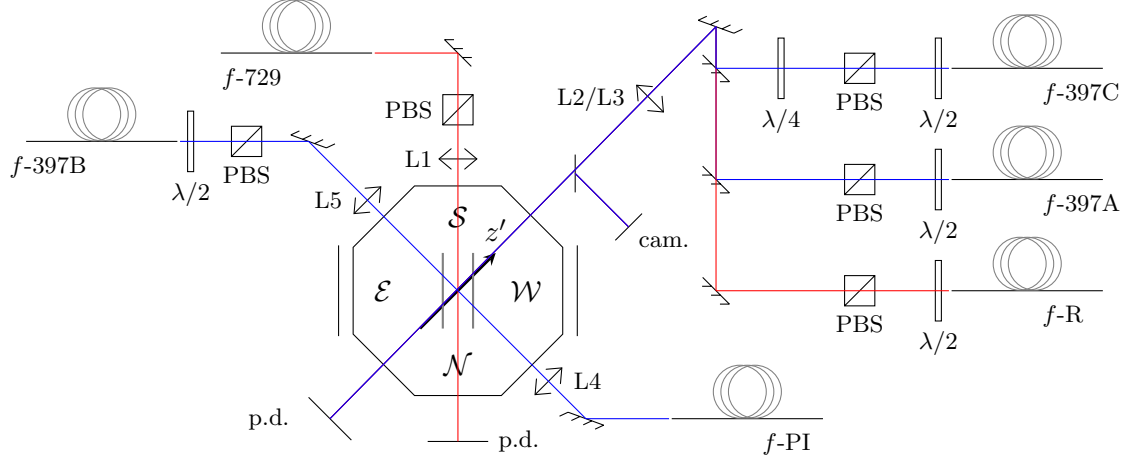 f-729
PBS
L2/L3
λ/4
PBS
λ/2
f-397C
f-397B
λ/2
PBS
L1
L5
S
z′
cam.
PBS
λ/2
f-397A
E
W
PBS
λ/2
f-R
N
L4
p.d.
p.d.
f-PI